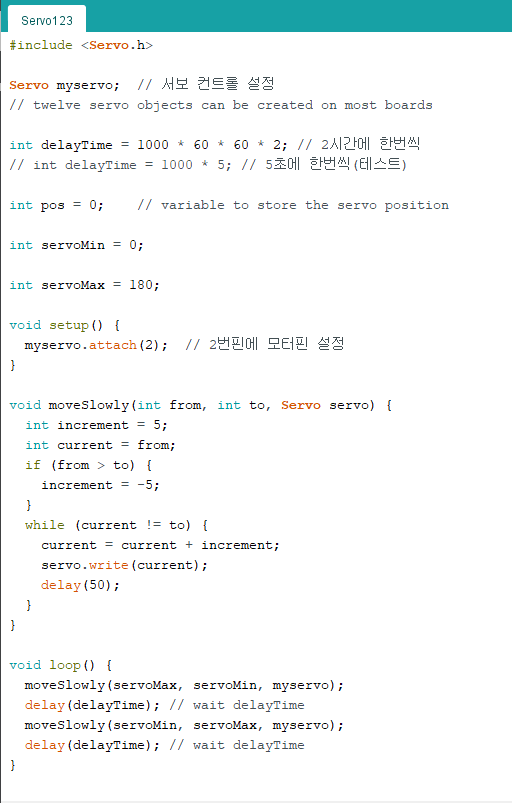 Servo123
#include <Servo.h>
Servo myservo;  // 서보 컨트롤 설정
// twelve servo objects can be created on most boards
int delayTime = 1000 * 60 * 60 * 2; // 2시간에 한번씩
// int delayTime = 1000 * 5; // 5초에 한번씩(테스트)
int pos = 0;    // variable to store the servo position
int servoMin = 0;
int servoMax = 180;
void setup() {
  myservo.attach(2);  // 2번핀에 모터핀 설정
}
void moveSlowly(int from, int to, Servo servo) {
  int increment = 5;
  int current = from;
  if (from > to) {
    increment = -5;
  }
  while (current != to) {
    current = current + increment;
    servo.write(current);
    delay(50);
  }
}
void loop() {
  moveSlowly(servoMax, servoMin, myservo);
  delay(delayTime); // wait delayTime
  moveSlowly(servoMin, servoMax, myservo);
  delay(delayTime); // wait delayTime
}